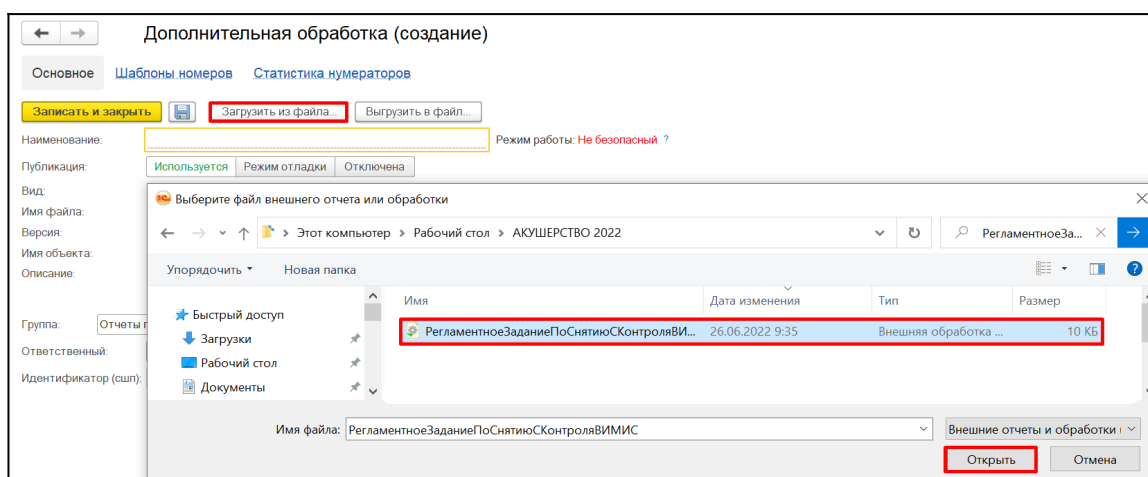 Дополнительная обработка (создание)
Основное Шаблоны номеров Статистика нумераторов
Записать и закрыть Загрузить из файла... Выгрузить в файл...
Наименование: Режим работы: Не безопасный ?
Публикация: Используется Режим отладки Отключена
Вид:
Имя файла:
Версия:
Имя объекта:
Описание:
Группа: Отчеты г
Ответственный:
Идентификатор (сшп):
1С Выберите файл внешнего отчета или обработки
Этот компьютер > Рабочий стол > АКУШЕРСТВО 2022 РегламентноеЗа...
Упорядочить Новая папка ?
Имя Дата изменения Тип Размер
Быстрый доступ
Загрузки
Рабочий стол
Документы
РегламентноеЗаданиеПоСнятиюСКонтроляВИ... 26.06.2022 9:35 Внешняя обработка ... 10 КБ
Имя файла: РегламентноеЗаданиеПоСнятиюСКонтроляВИМИС Внешние отчеты и обработки (
Открыть Отмена